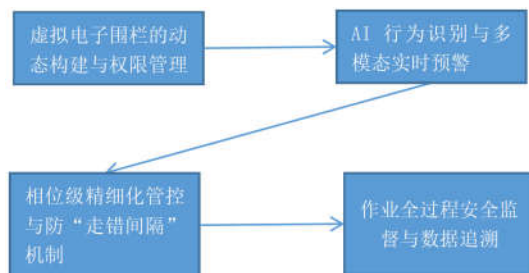 虚拟电子围栏的动
态构建与权限管理
AI 行为识别与多
模态实时预警
相位级精细化管控
与防“走错间隔”
机制
作业全过程安全监
督与数据追溯